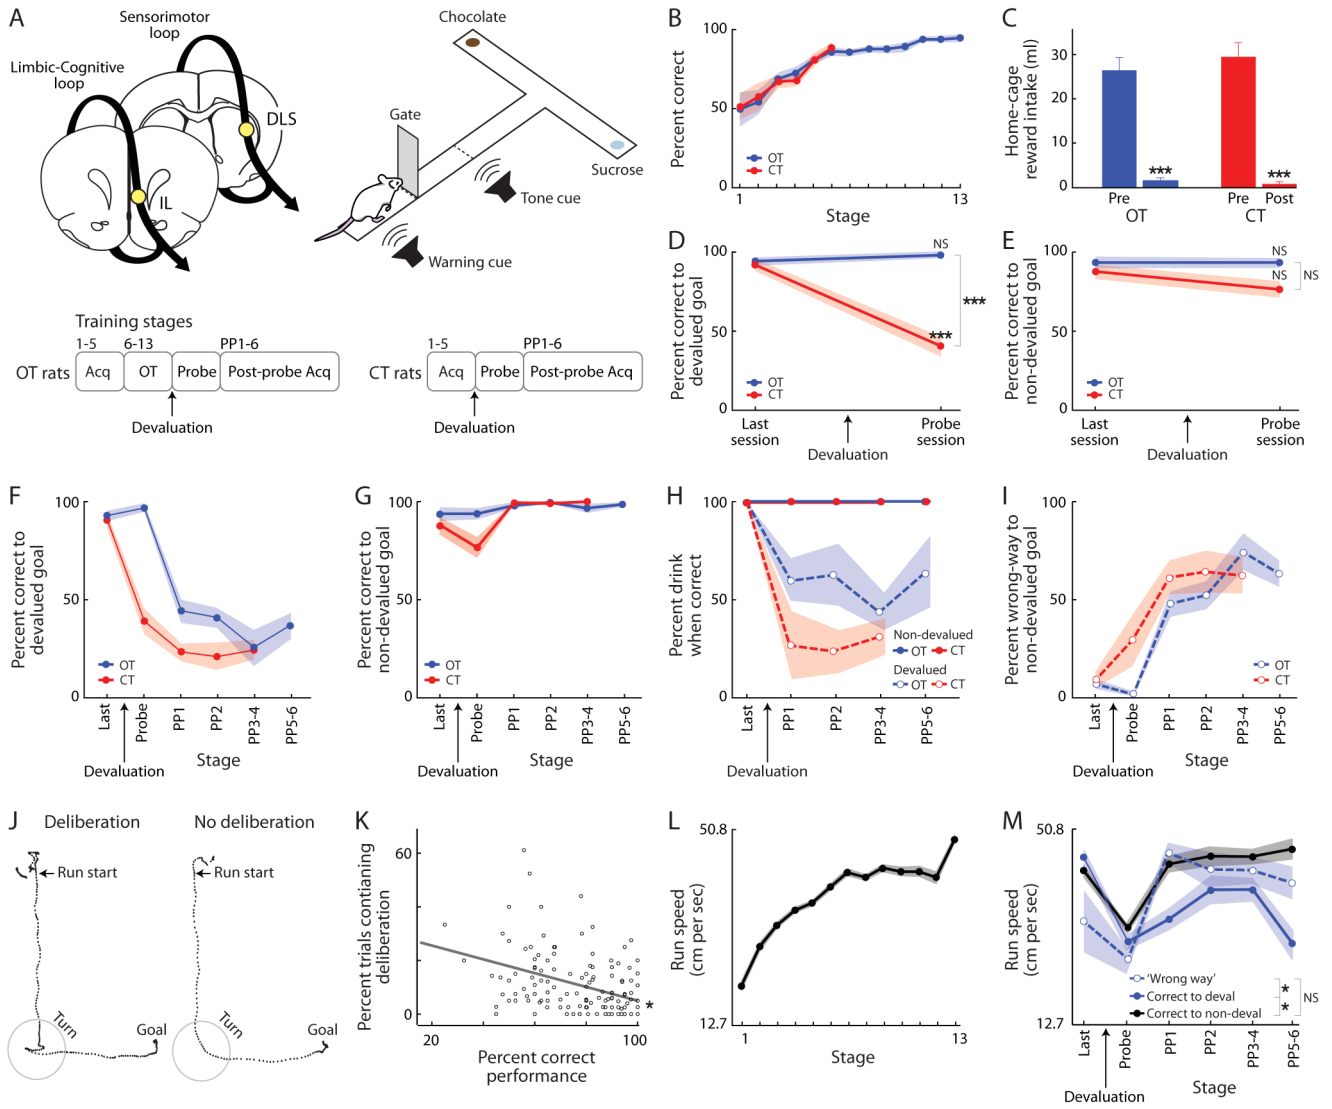 A
Sensorimotor
loop
Limbic-Cognitive
loop
DLS
IL
Chocolate
Gate
Sucrose
Tone cue
Warning cue
Training stages
1-5
6-13
PP1-6
OT rats
Acq
OT
Probe
Post-probe Acq
Devaluation
1-5
PP1-6
CT rats
Acq
Probe
Post-probe Acq
Devaluation
B
Percent correct
100
50
0
OT
CT
1
13
Stage
C
Home-cage
reward intake (ml)
30
20
10
0
***
***
Pre
Pre
Post
OT
CT
D
Percent correct to
devalued goal
100
50
0
NS
***
***
OT
CT
Last
session
Probe
session
Devaluation
E
Percent correct to
non-devalued goal
100
50
0
NS
NS
NS
OT
CT
Last
session
Probe
session
Devaluation
F
Percent correct to
devalued goal
100
50
0
OT
CT
Last
Probe
PP1
PP2
PP3-4
PP5-6
Stage
Devaluation
G
Percent correct to
non-devalued goal
100
50
0
OT
CT
Last
Probe
PP1
PP2
PP3-4
PP5-6
Stage
Devaluation
H
Percent drink
when correct
100
50
0
Non-devalued
OT
CT
Devalued
OT
CT
Last
PP1
PP2
PP3-4
PP5-6
Stage
Devaluation
I
Percent wrong-way to
non-devalued goal
100
50
0
OT
CT
Last
Probe
PP1
PP2
PP3-4
PP5-6
Stage
Devaluation
J
Deliberation
No deliberation
Run start
Run start
Turn
Goal
Turn
Goal
K
Percent trials contianing
deliberation
60
0
*
20
100
Percent correct
performance
L
Run speed
(cm per sec)
50.8
12.7
1
13
Stage
M
Run speed
(cm per sec)
50.8
12.7
'Wrong way'
Correct to deval
Correct to non-deval
*
*
NS
Last
Probe
PP1
PP2
PP3-4
PP5-6
Stage
Devaluation